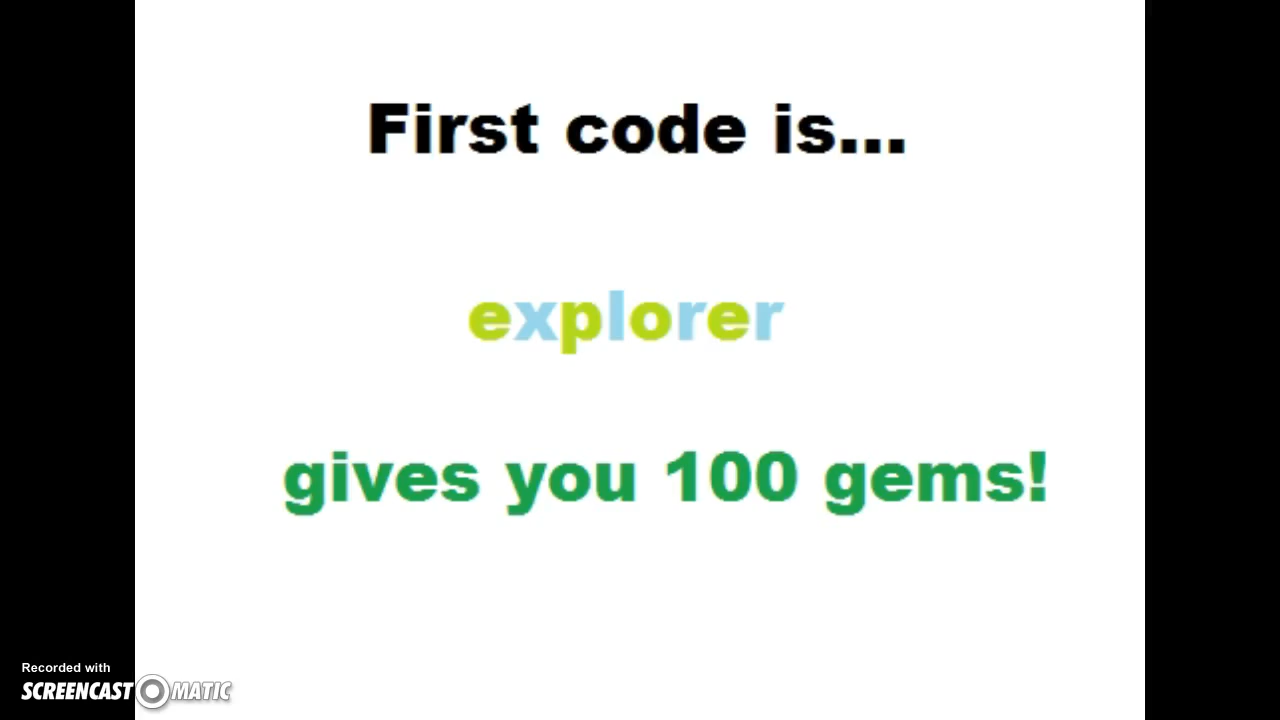 First code is...
explorer
gives you 100 gems!
Recorded with
SCREENCAST MATIC